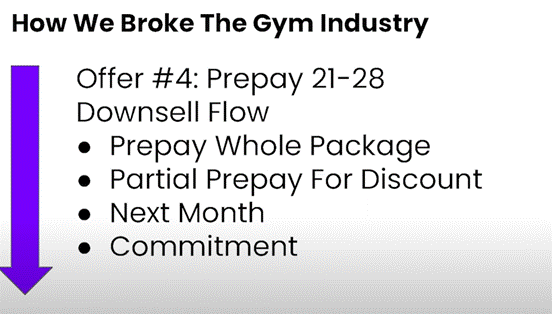 How We Broke The Gym Industry
Offer #4: Prepay 21-28
Downsell Flow
● Prepay Whole Package
● Partial Prepay For Discount
● Next Month
● Commitment